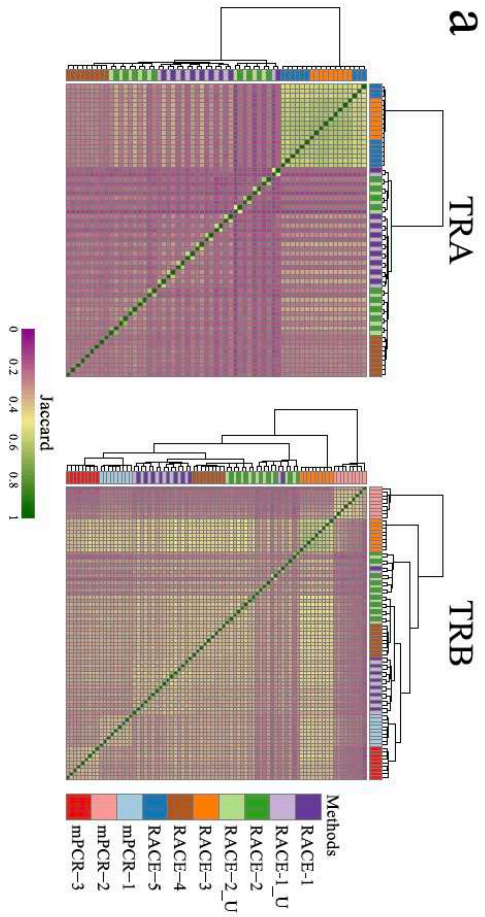 a
TRA
TRB
Jaccard
0 0.2 0.4 0.6 0.8 1
Methods
RACE-1
RACE-1_U
RACE-2
RACE-2_U
RACE-3
RACE-4
RACE-5
mPCR-1
mPCR-2
mPCR-3